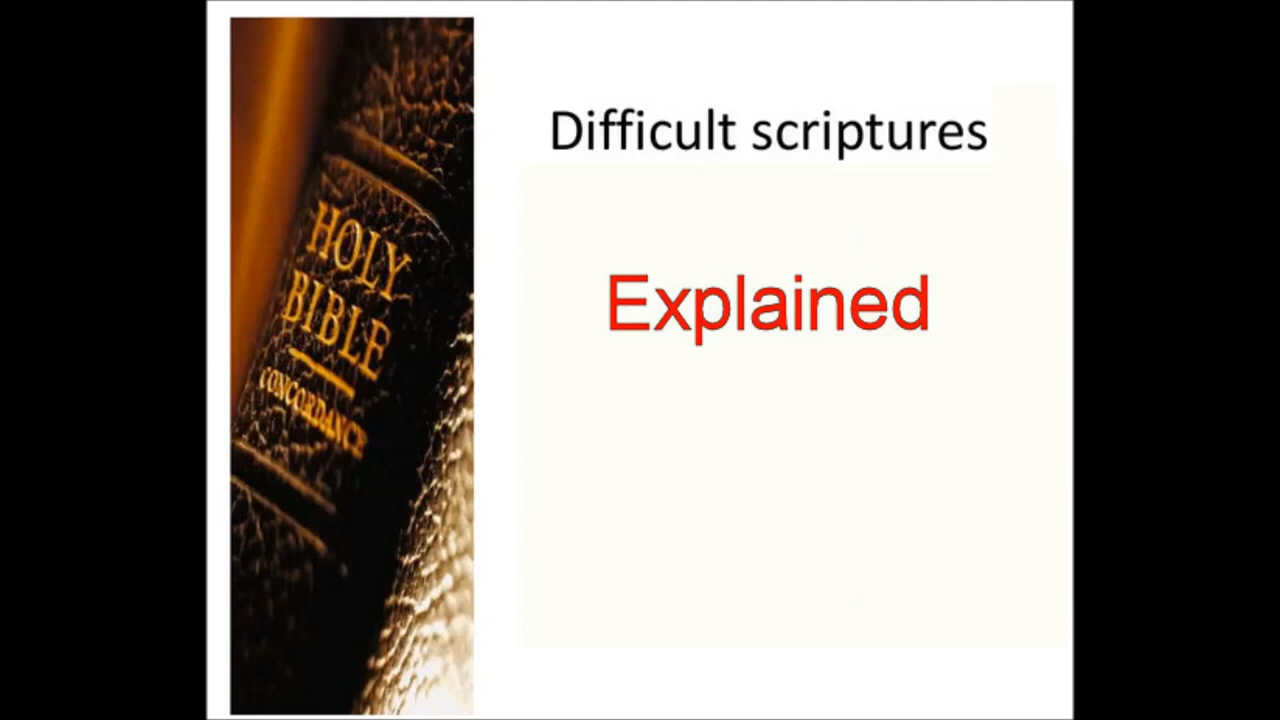 HOLY
BIBLE
CONCORDANCE
Difficult scriptures
Explained